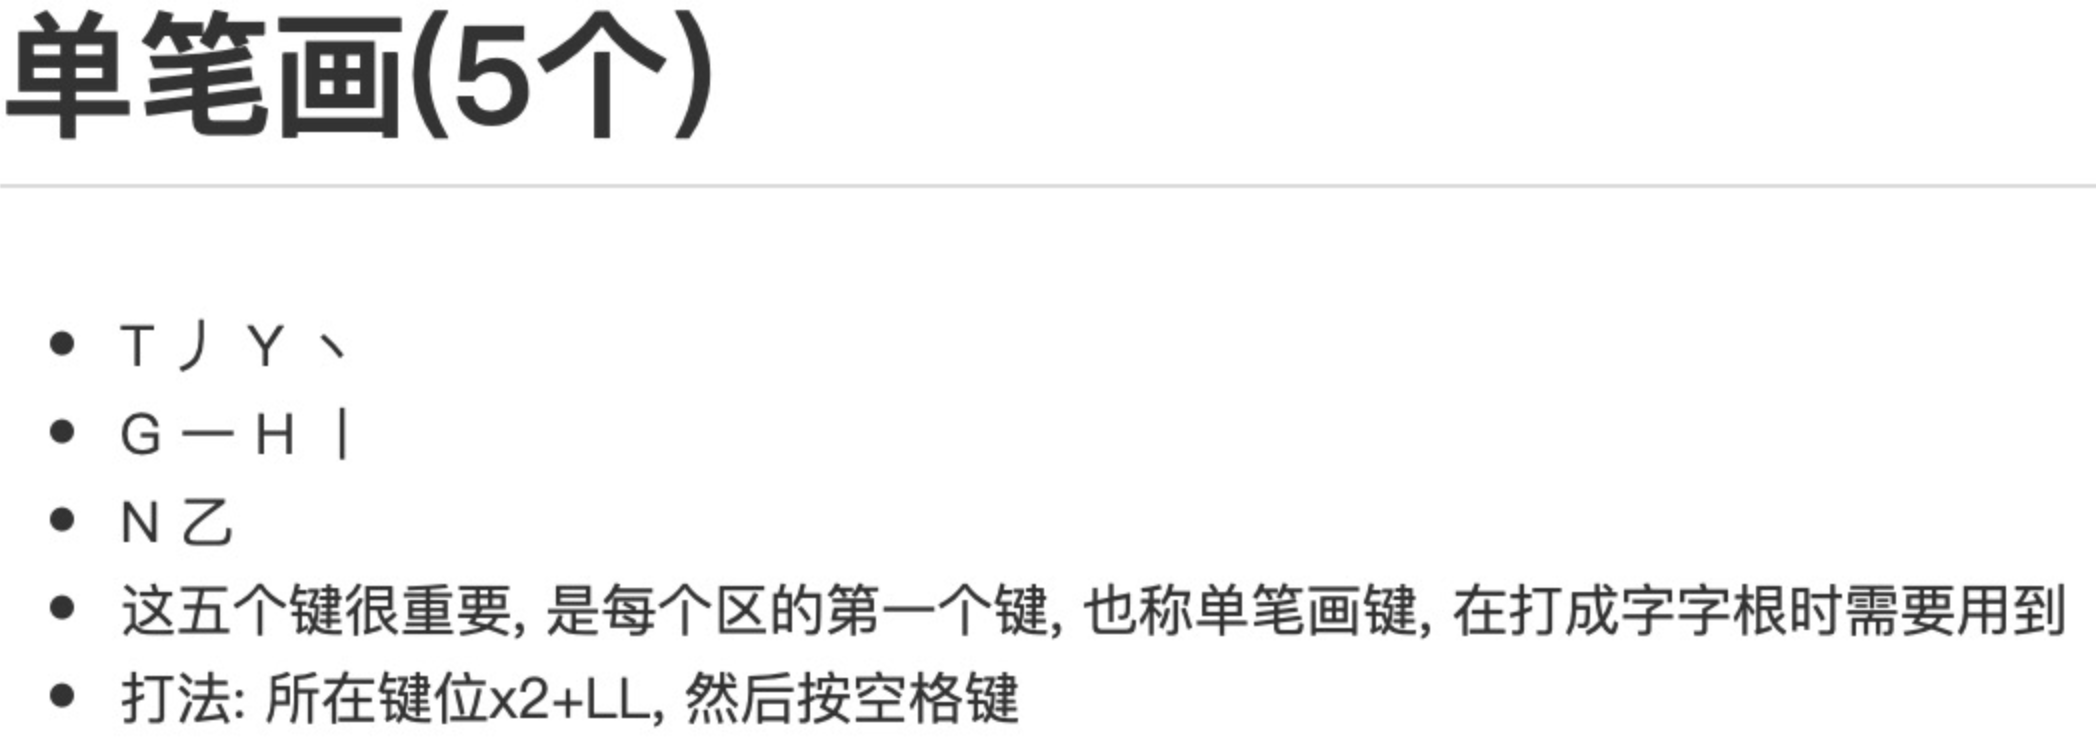 单笔画(5个)
T 丿 Y 丶
G 一 H 丨
N 乙
这五个键很重要, 是每个区的第一个键, 也称单笔画键, 在打成字字根时需要用到
打法: 所在键位x2+LL, 然后按空格键